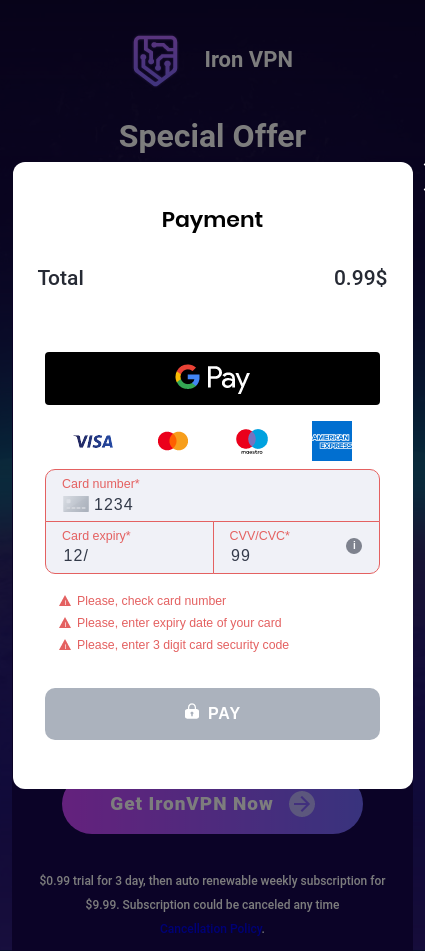 Iron VPN
Special Offer
Payment
Total 0.99$
G Pay
VISA
maestro
AMERICAN
EXPRESS
Card number*
1234
Card expiry* CVV/CVC*
12/ 99 i
Please, check card number
Please, enter expiry date of your card
Please, enter 3 digit card security code
PAY
Get IronVPN Now
$0.99 trial for 3 day, then auto renewable weekly subscription for
$9.99. Subscription could be canceled any time